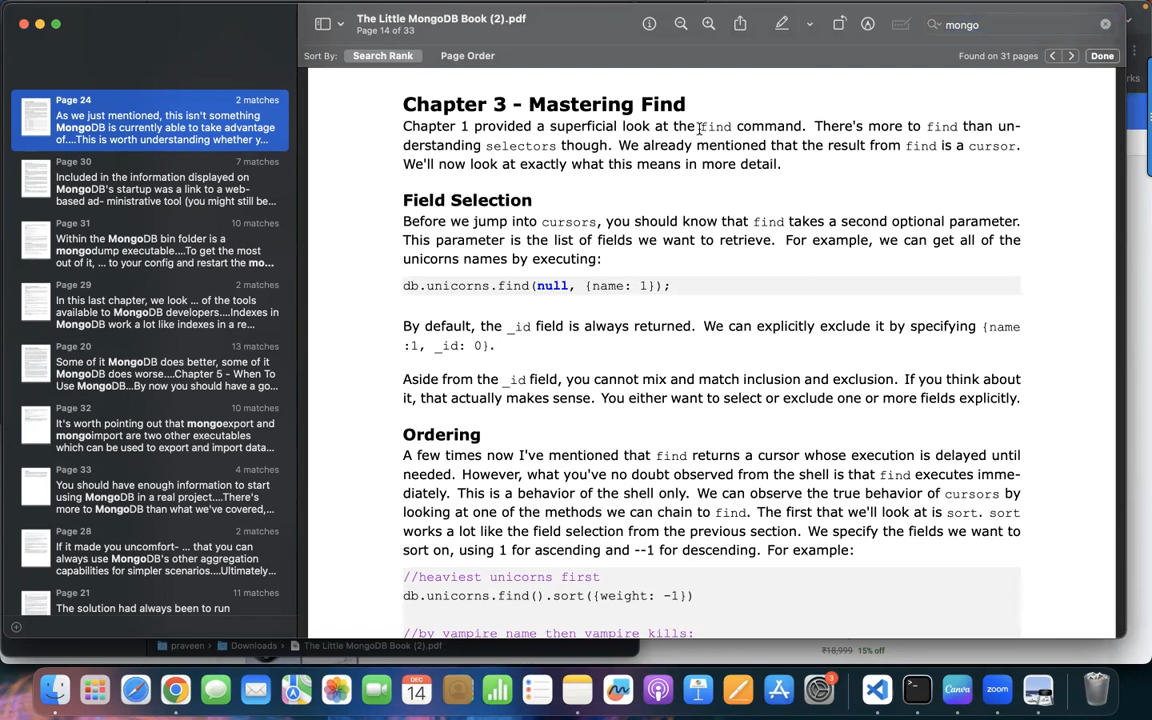 The Little MongoDB Book (2).pdf
Page 14 of 33
mongo
Sort By: Search Rank Page Order
Found on 31 pages
Done
Page 24 2 matches
As we just mentioned, this isn't something
MongoDB is currently able to take advantage
of....This is worth understanding whether y...
Page 30 7 matches
Included in the information displayed on
MongoDB's startup was a link to a web-
based ad- ministrative tool (you might still be...
Page 31 10 matches
Within the MongoDB bin folder is a
mongodump executable....To get the most
out of it, ... to your config and restart the mo...
Page 29 2 matches
In this last chapter, we look ... of the tools
available to MongoDB developers....Indexes in
MongoDB work a lot like indexes in a re...
Page 20 13 matches
Some of it MongoDB does better, some of it
MongoDB does worse....Chapter 5 - When To
Use MongoDB...By now you should have a go...
Page 32 10 matches
It's worth pointing out that mongoexport and
mongoimport are two other executables
which can be used to export and import data...
Page 33 4 matches
You should have enough information to start
using MongoDB in a real project....There's
more to MongoDB than what we've covered,...
Page 28 2 matches
If it made you uncomfort- ... that you can
always use MongoDB's other aggregation
capabilities for simpler scenarios....Ultimately...
Page 21 11 matches
The solution had always been to run
Chapter 3 - Mastering Find
Chapter 1 provided a superficial look at the find command. There's more to find than un-
derstanding selectors though. We already mentioned that the result from find is a cursor.
We'll now look at exactly what this means in more detail.
Field Selection
Before we jump into cursors, you should know that find takes a second optional parameter.
This parameter is the list of fields we want to retrieve. For example, we can get all of the
unicorns names by executing:
db.unicorns.find(null, {name: 1});
By default, the _id field is always returned. We can explicitly exclude it by specifying {name
:1, _id: 0}.
Aside from the _id field, you cannot mix and match inclusion and exclusion. If you think about
it, that actually makes sense. You either want to select or exclude one or more fields explicitly.
Ordering
A few times now I've mentioned that find returns a cursor whose execution is delayed until
needed. However, what you've no doubt observed from the shell is that find executes imme-
diately. This is a behavior of the shell only. We can observe the true behavior of cursors by
looking at one of the methods we can chain to find. The first that we'll look at is sort. sort
works a lot like the field selection from the previous section. We specify the fields we want to
sort on, using 1 for ascending and --1 for descending. For example:
//heaviest unicorns first
db.unicorns.find().sort({weight: -1})
//by vampire name then vampire kills:
praveen › Downloads › The Little MongoDB Book (2).pdf
₹18,999 15% off
rks
DEC
14
3
Canva
zoom